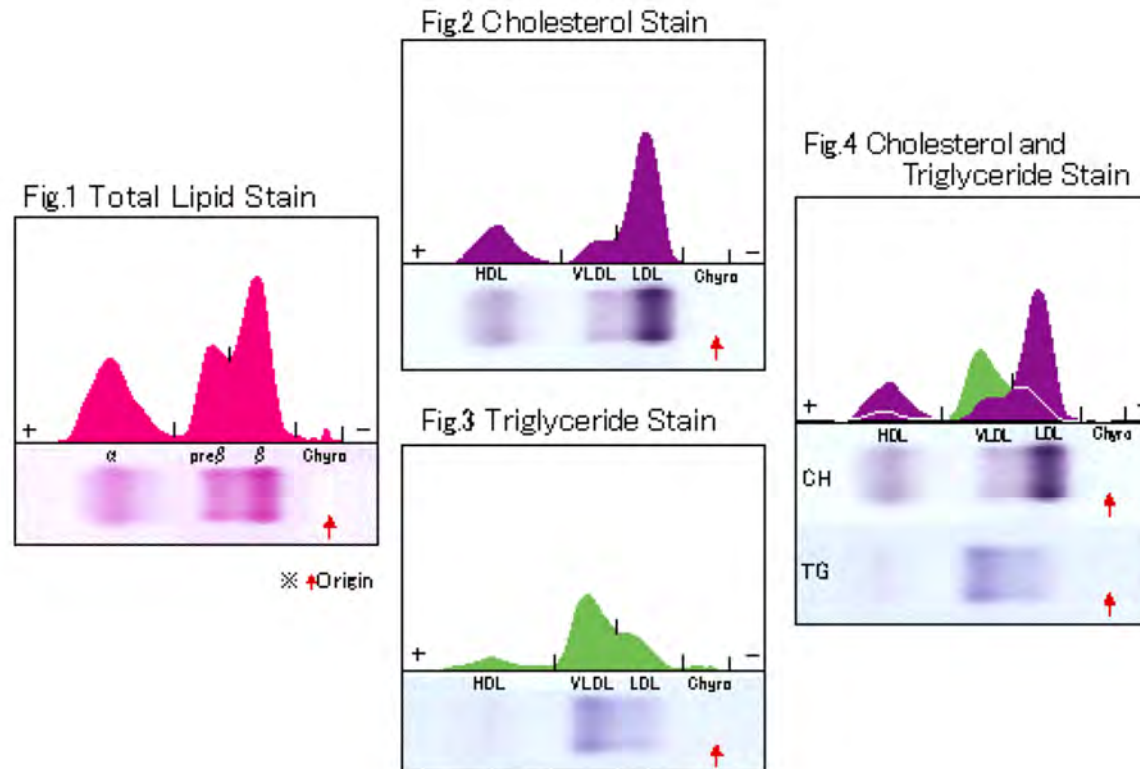 Fig.1 Total Lipid Stain
+ −
α preβ β Chyro
※ Origin
Fig.2 Cholesterol Stain
+ −
HDL VLDL LDL Chyro
Fig.3 Triglyceride Stain
+ −
HDL VLDL LDL Chyro
Fig.4 Cholesterol and
Triglyceride Stain
+ −
HDL VLDL LDL Chyro
CH
TG